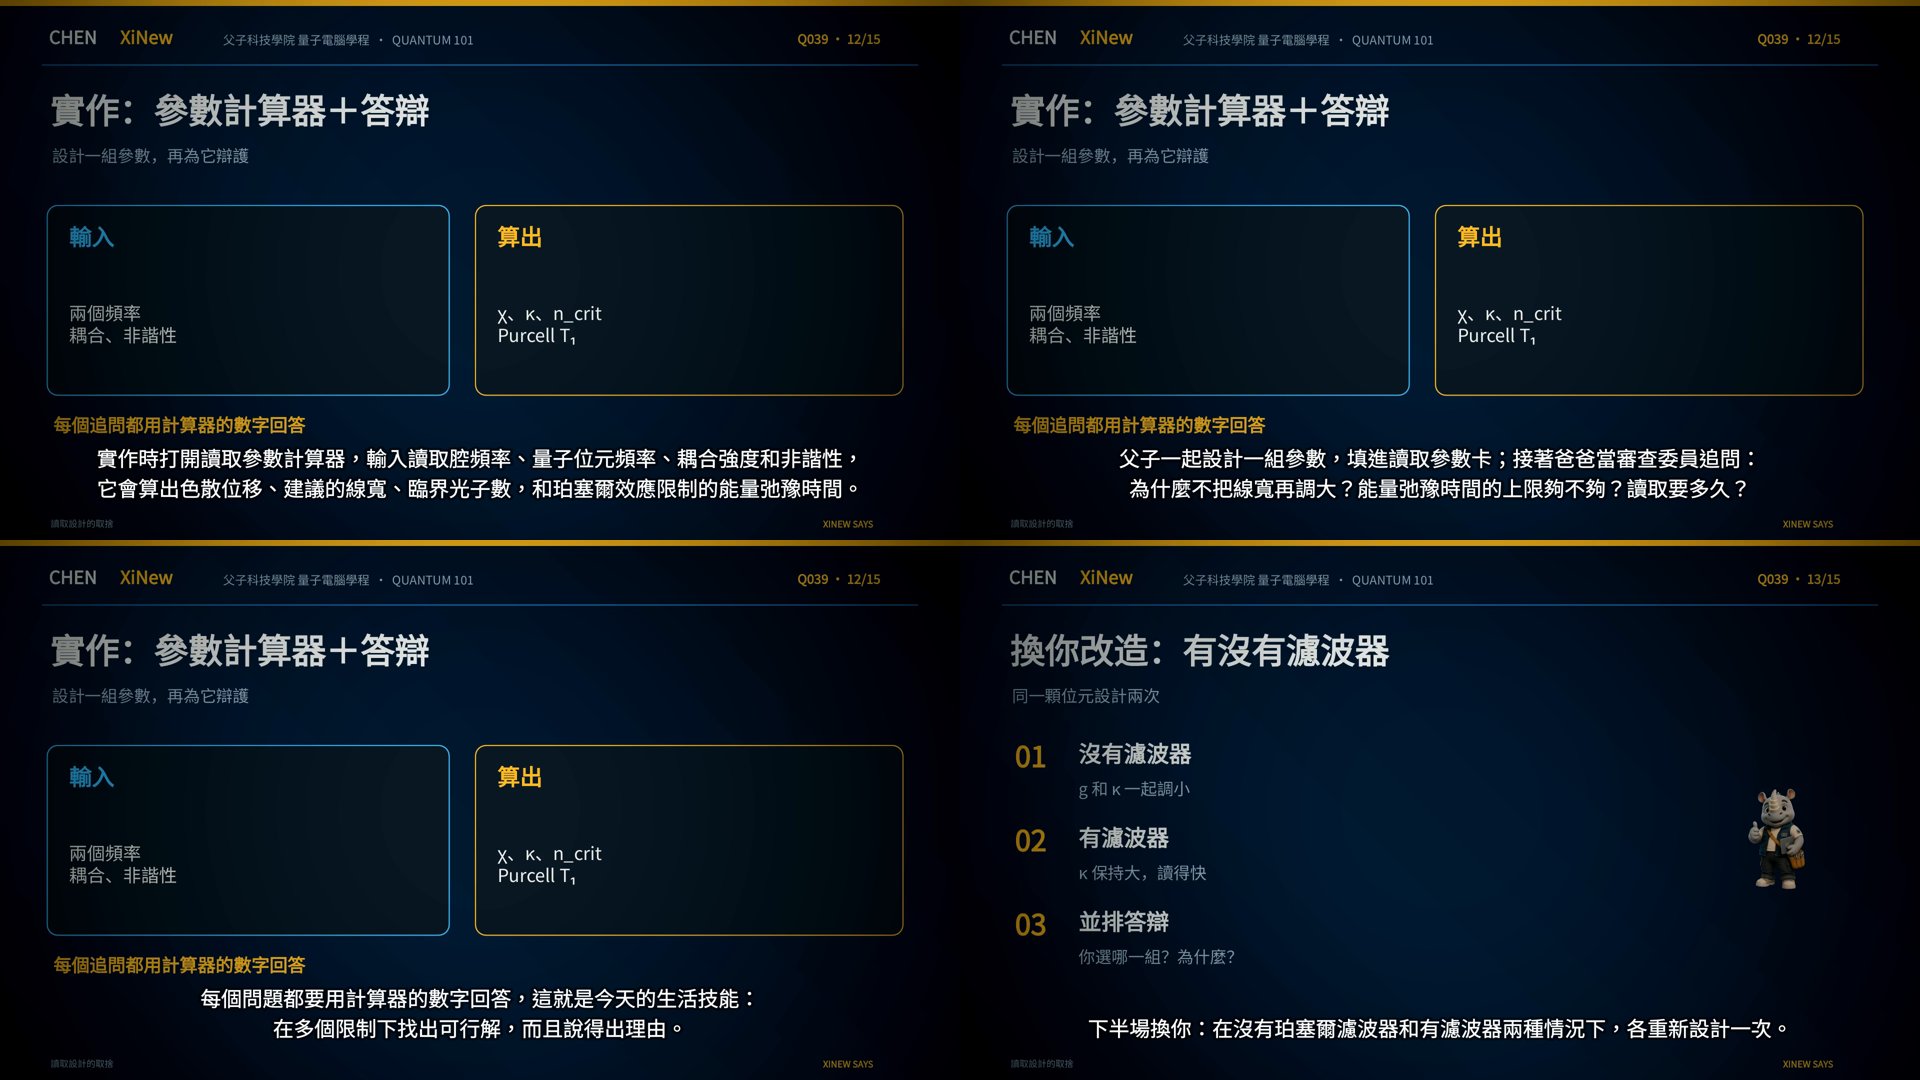 CHEN XiNew 父子科技學院 量子電腦學程 · QUANTUM 101 Q039 · 12/15
實作：參數計算器＋答辯
設計一組參數，再為它辯護
輸入
兩個頻率
耦合、非諧性
算出
χ、κ、n_crit
Purcell T₁
每個追問都用計算器的數字回答
實作時打開讀取參數計算器，輸入讀取腔頻率、量子位元頻率、耦合強度和非諧性，
它會算出色散位移、建議的線寬、臨界光子數，和珀塞爾效應限制的能量弛豫時間。
讀取設計的取捨 XINEW SAYS
CHEN XiNew 父子科技學院 量子電腦學程 · QUANTUM 101 Q039 · 12/15
實作：參數計算器＋答辯
設計一組參數，再為它辯護
輸入
兩個頻率
耦合、非諧性
算出
χ、κ、n_crit
Purcell T₁
每個追問都用計算器的數字回答
父子一起設計一組參數，填進讀取參數卡；接著爸爸當審查委員追問：
為什麼不把線寬再調大？能量弛豫時間的上限夠不夠？讀取要多久？
讀取設計的取捨 XINEW SAYS
CHEN XiNew 父子科技學院 量子電腦學程 · QUANTUM 101 Q039 · 12/15
實作：參數計算器＋答辯
設計一組參數，再為它辯護
輸入
兩個頻率
耦合、非諧性
算出
χ、κ、n_crit
Purcell T₁
每個追問都用計算器的數字回答
每個問題都要用計算器的數字回答，這就是今天的生活技能：
在多個限制下找出可行解，而且說得出理由。
讀取設計的取捨 XINEW SAYS
CHEN XiNew 父子科技學院 量子電腦學程 · QUANTUM 101 Q039 · 13/15
換你改造：有沒有濾波器
同一顆位元設計兩次
01 沒有濾波器
g 和 κ 一起調小
02 有濾波器
κ 保持大，讀得快
03 並排答辯
你選哪一組？為什麼？
下半場換你：在沒有珀塞爾濾波器和有濾波器兩種情況下，各重新設計一次。
讀取設計的取捨 XINEW SAYS